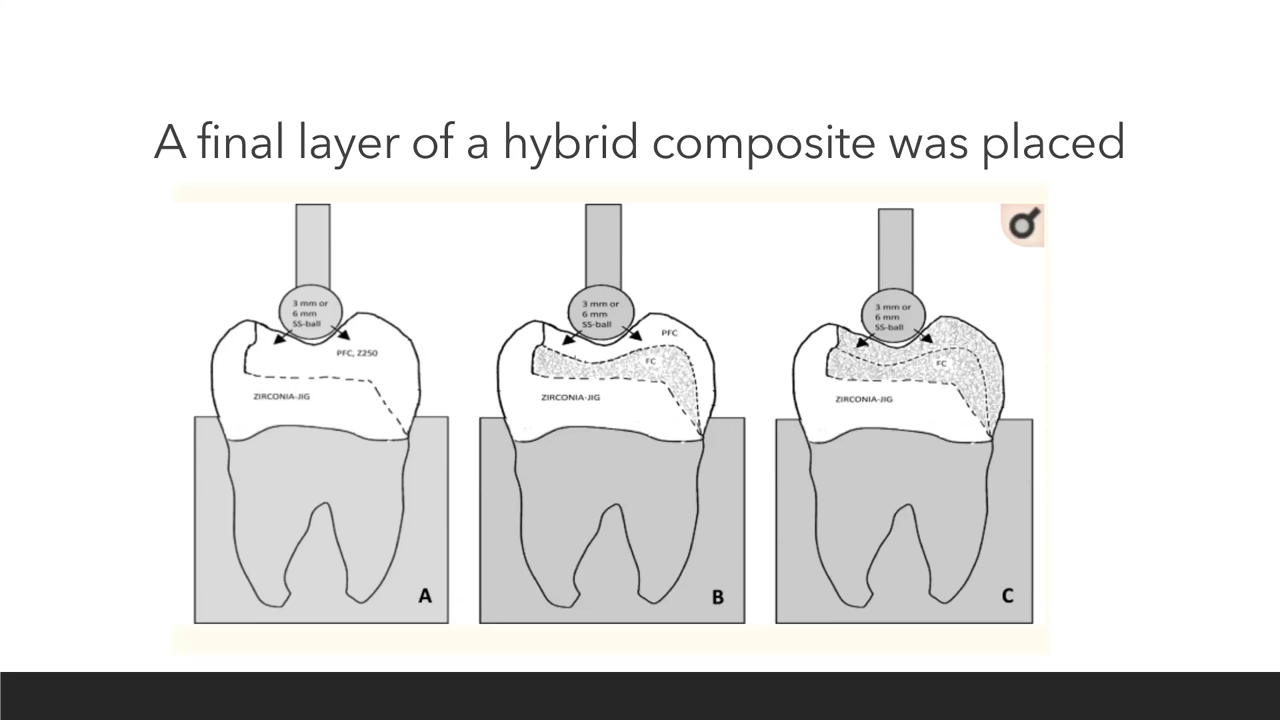 A final layer of a hybrid composite was placed
3 mm or
6 mm
SS-ball
PFC, Z250
ZIRCONIA-JIG
A
3 mm or
6 mm
SS-ball
PFC
FC
ZIRCONIA-JIG
B
3 mm or
6 mm
SS-ball
FC
ZIRCONIA-JIG
C